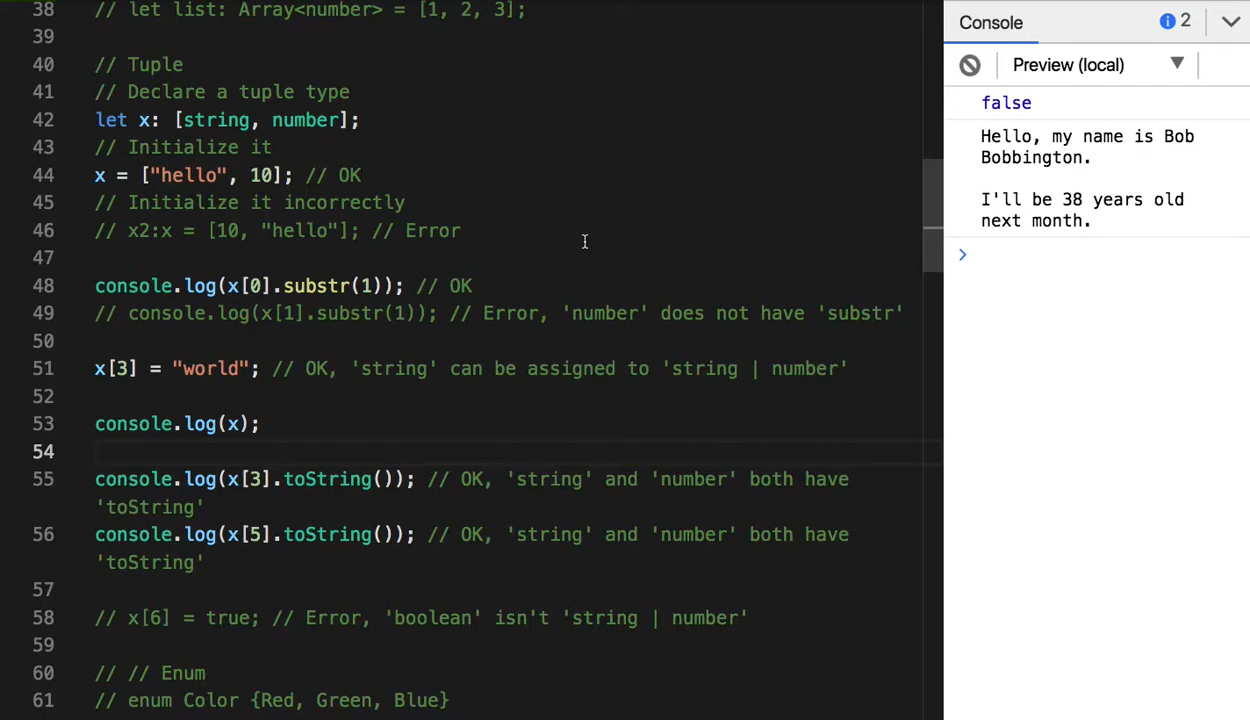 38 // let list: Array<number> = [1, 2, 3];
39
40 // Tuple
41 // Declare a tuple type
42 let x: [string, number];
43 // Initialize it
44 x = ["hello", 10]; // OK
45 // Initialize it incorrectly
46 // x2:x = [10, "hello"]; // Error
47
48 console.log(x[0].substr(1)); // OK
49 // console.log(x[1].substr(1)); // Error, 'number' does not have 'substr'
50
51 x[3] = "world"; // OK, 'string' can be assigned to 'string | number'
52
53 console.log(x);
54
55 console.log(x[3].toString()); // OK, 'string' and 'number' both have
'toString'
56 console.log(x[5].toString()); // OK, 'string' and 'number' both have
'toString'
57
58 // x[6] = true; // Error, 'boolean' isn't 'string | number'
59
60 // // Enum
61 // enum Color {Red, Green, Blue}
Console
2
Preview (local)
false
Hello, my name is Bob
Bobbington.
I'll be 38 years old
next month.
>